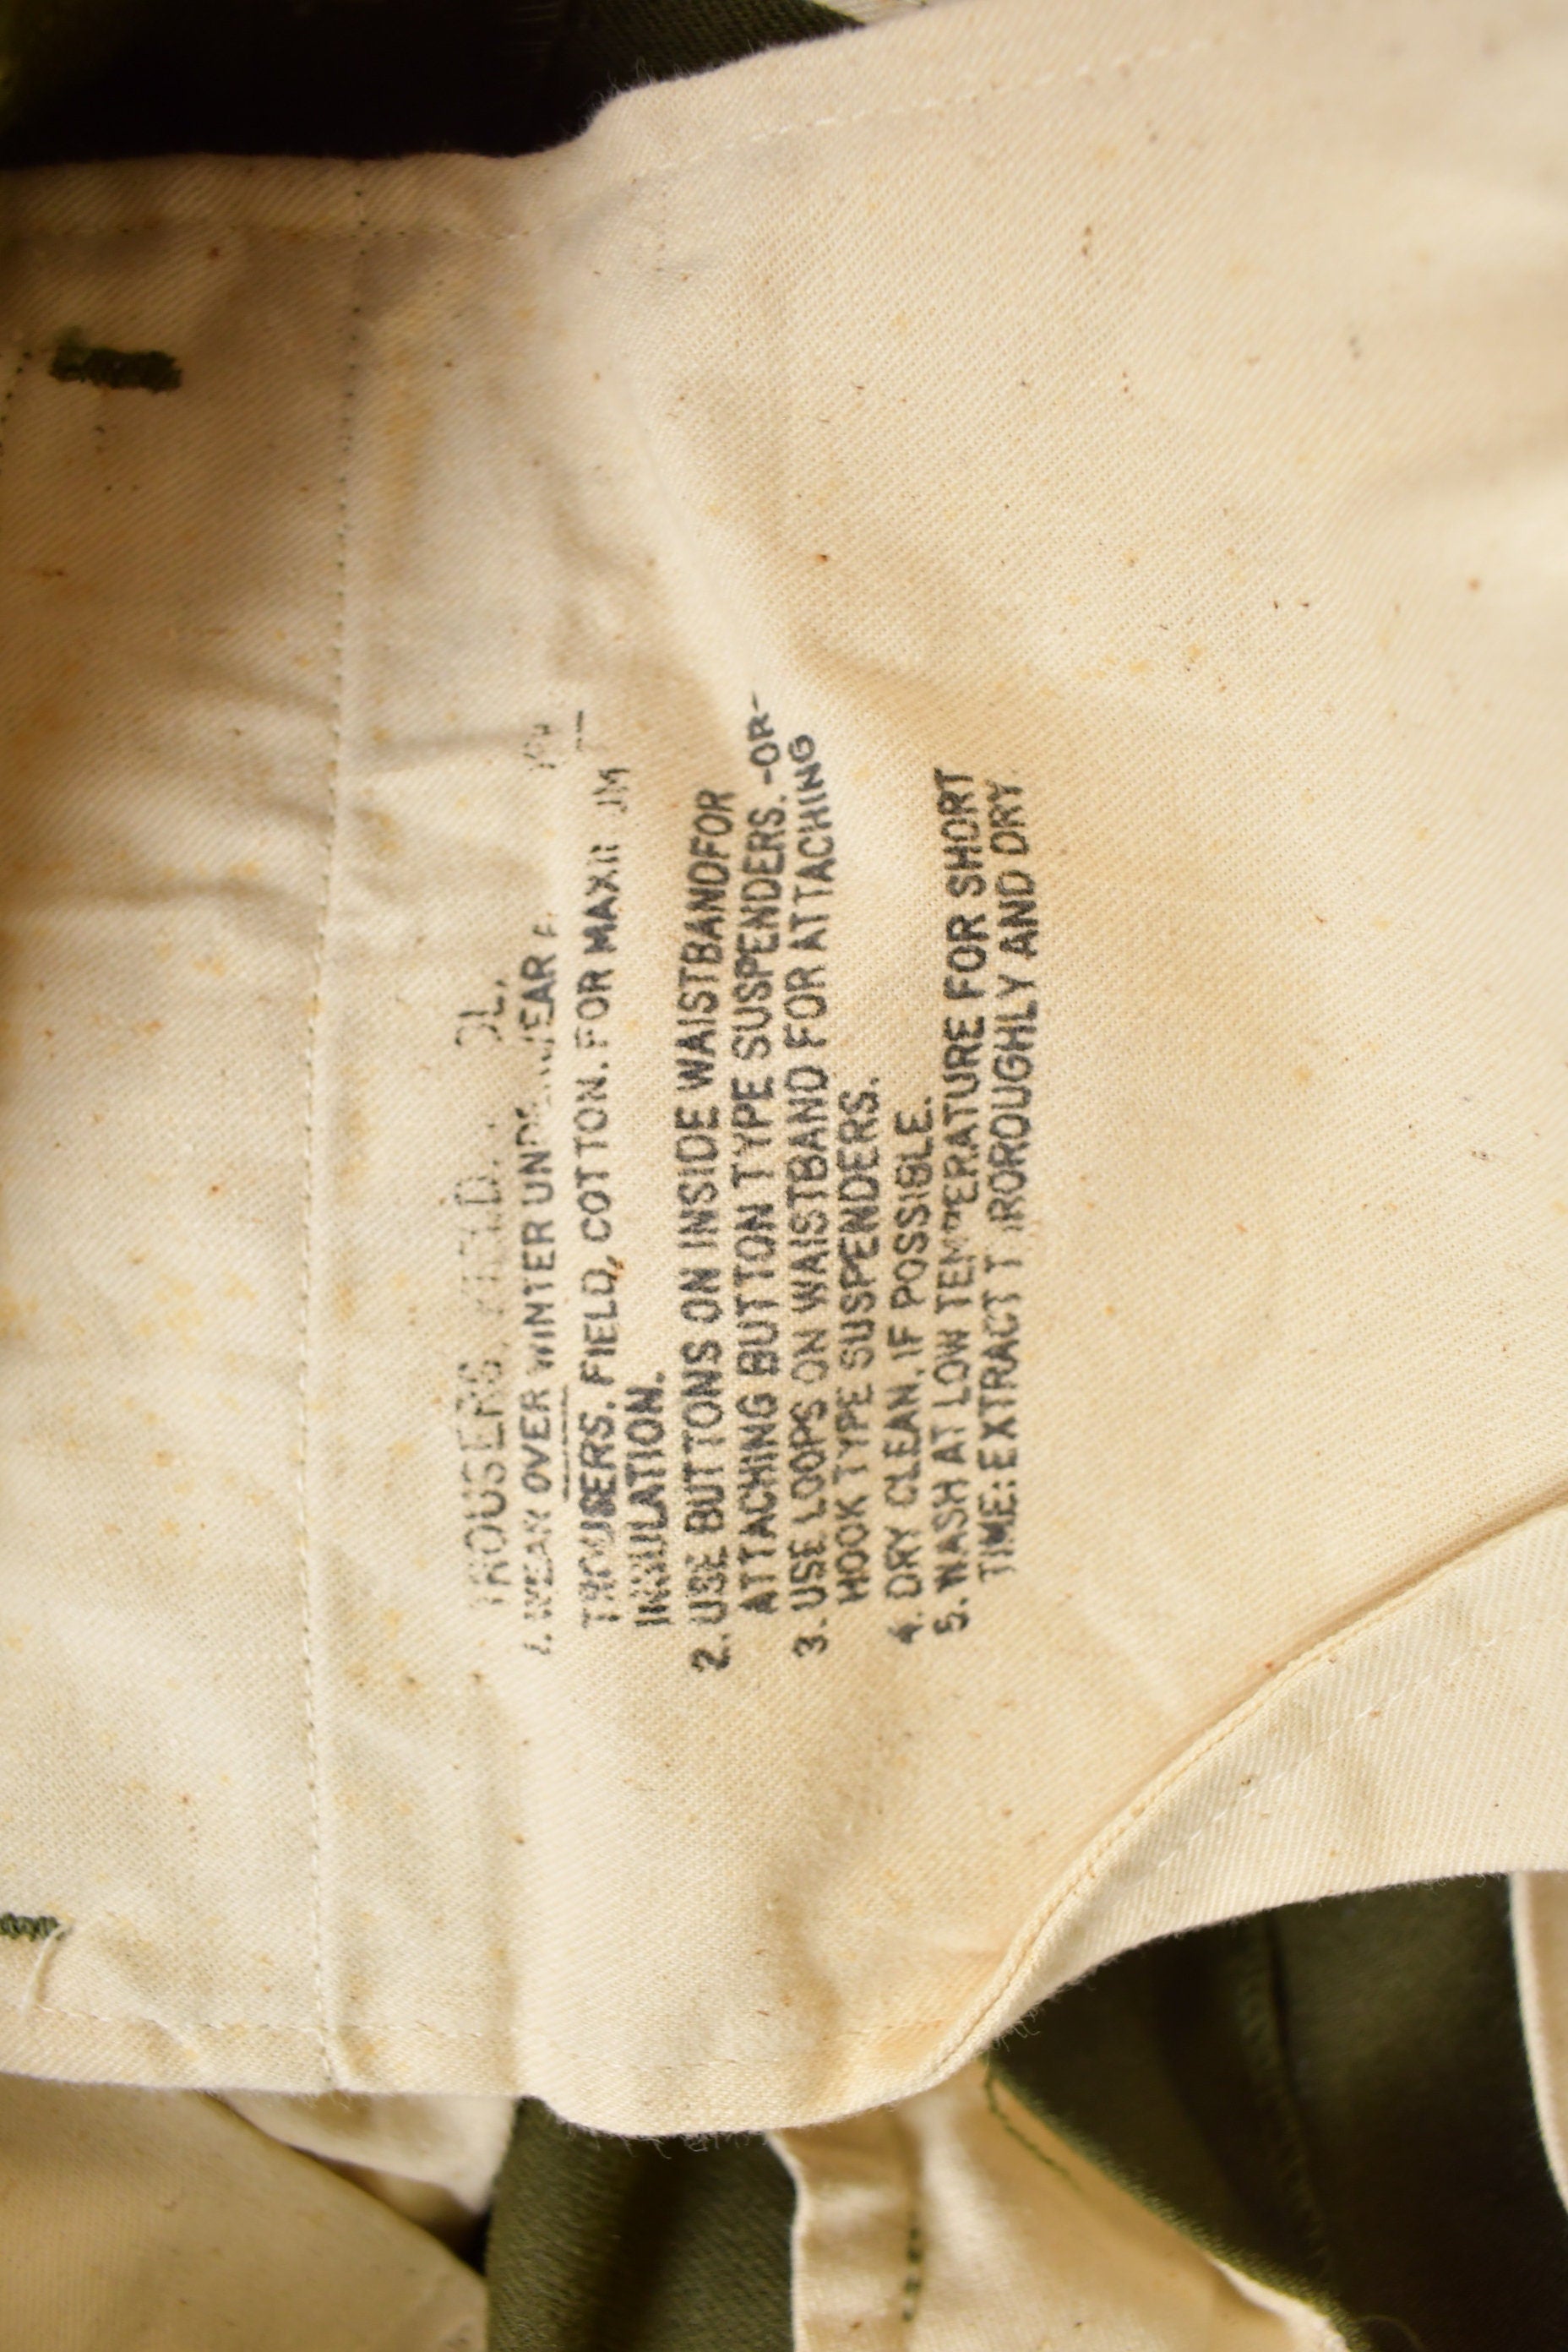 TROUSERS, FIELD,
1. WEAR OVER WINTER UNDERWEAR
TROUSERS, FIELD, COTTON. FOR MAXIMUM
INSULATION.
2. USE BUTTONS ON INSIDE WAISTBANDFOR
ATTACHING BUTTON TYPE SUSPENDERS. -OR-
3. USE LOOPS ON WAISTBAND FOR ATTACHING
HOOK TYPE SUSPENDERS.
4. DRY CLEAN, IF POSSIBLE.
5. WASH AT LOW TEMPERATURE FOR SHORT
TIME: EXTRACT THOROUGHLY AND DRY.